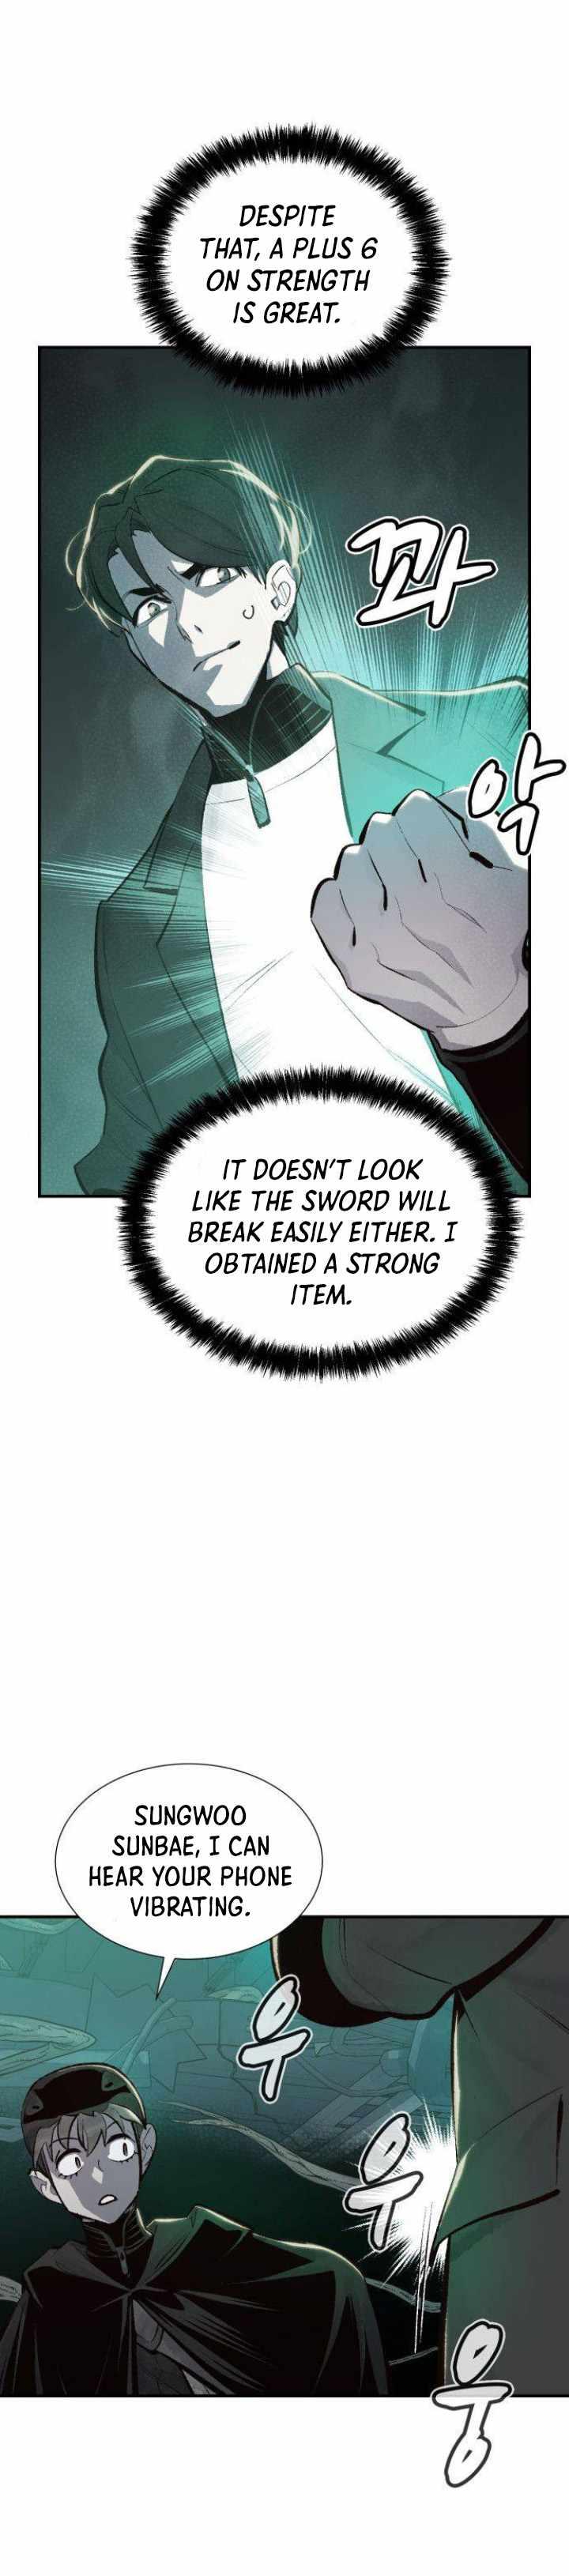 DESPITE
THAT, A PLUS 6
ON STRENGTH
IS GREAT.
꽈
악
IT DOESN'T LOOK
LIKE THE SWORD WILL
BREAK EASILY EITHER. I
OBTAINED A STRONG
ITEM.
SUNGWOO
SUNBAE, I CAN
HEAR YOUR PHONE
VIBRATING.
우
우
웅